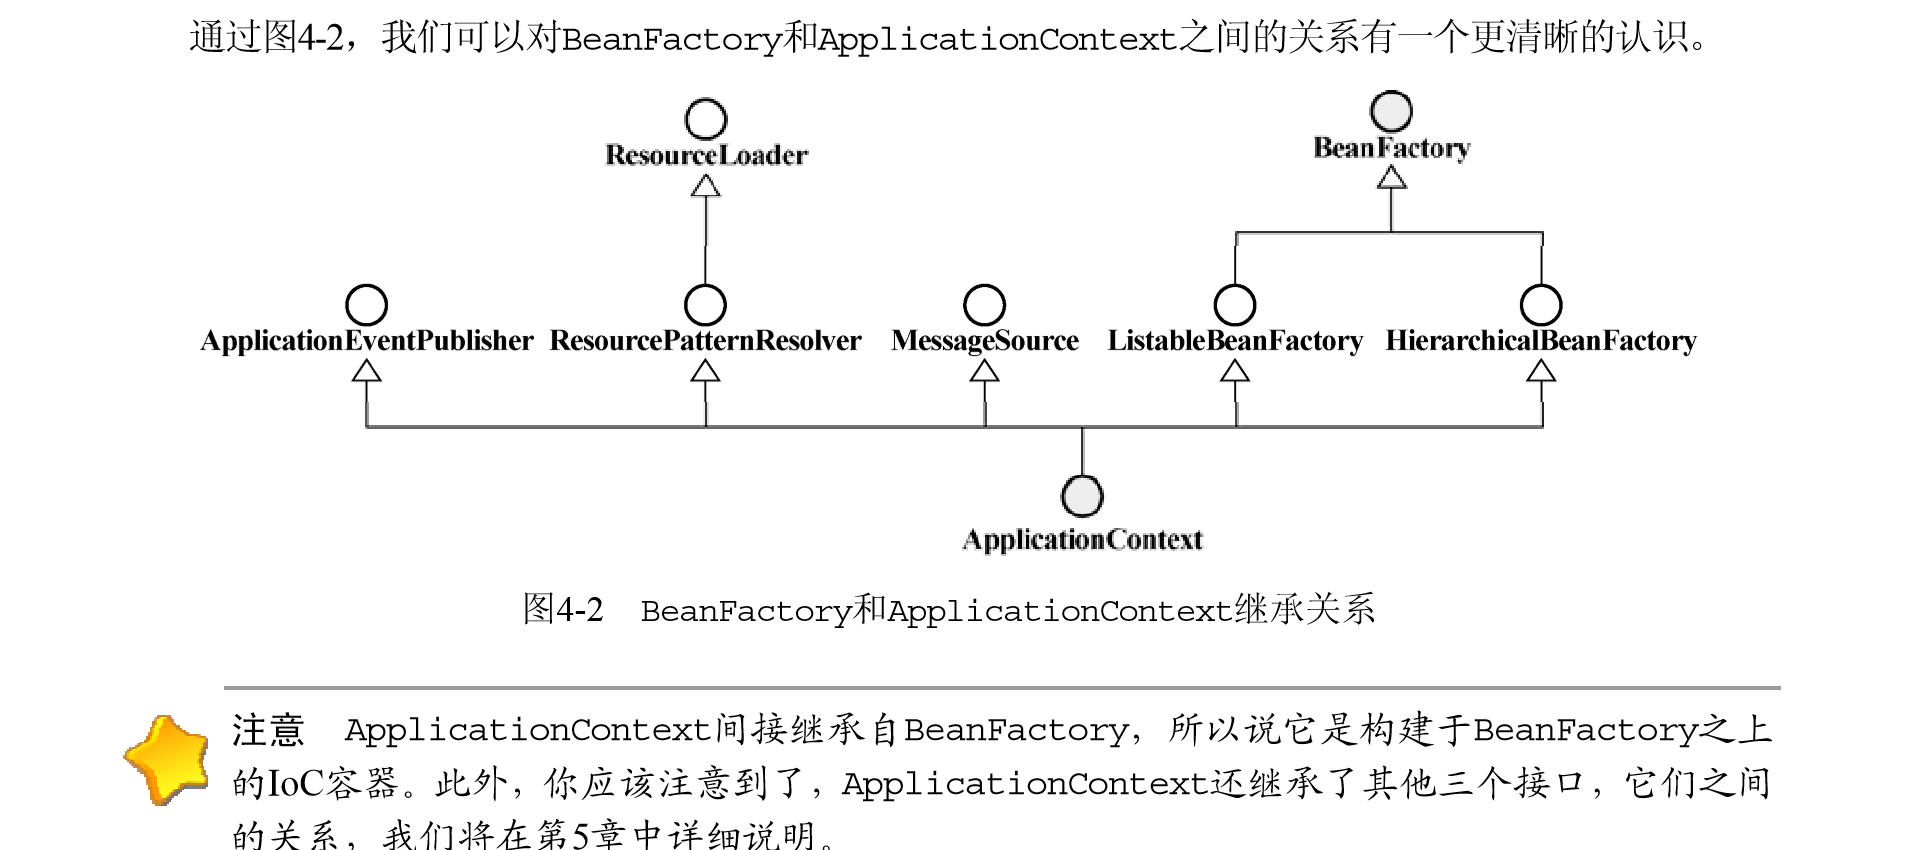 通过图4-2，我们可以对BeanFactory和ApplicationContext之间的关系有一个更清晰的认识。
ResourceLoader
BeanFactory
ApplicationEventPublisher ResourcePatternResolver MessageSource ListableBeanFactory HierarchicalBeanFactory
ApplicationContext
图4-2 BeanFactory和ApplicationContext继承关系
注意 ApplicationContext间接继承自BeanFactory，所以说它是构建于BeanFactory之上
的IoC容器。此外，你应该注意到了，ApplicationContext还继承了其他三个接口，它们之间
的关系，我们将在第5章中详细说明。